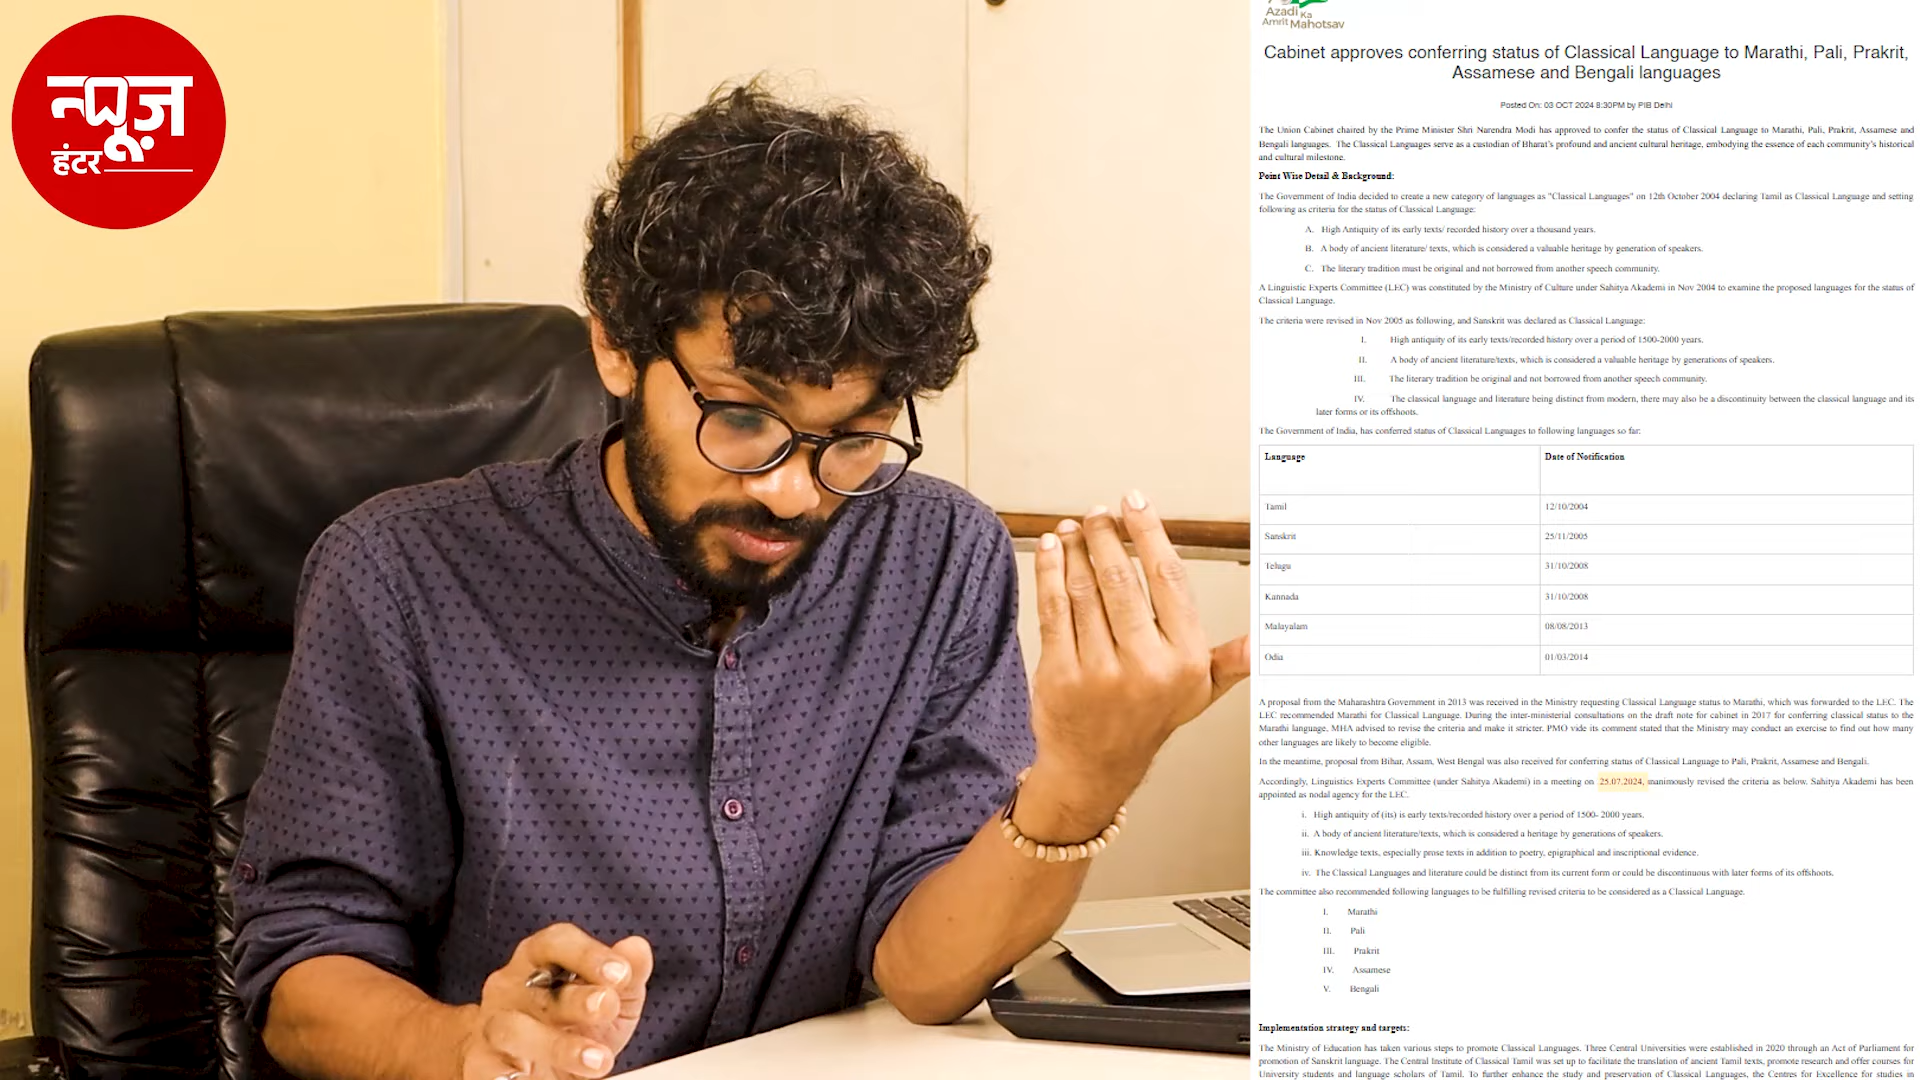 न्यूज़
हंटर
Azadi Ka
Amrit Mahotsav
Cabinet approves conferring status of Classical Language to Marathi, Pali, Prakrit,
Assamese and Bengali languages
Posted On: 03 OCT 2024 8:30PM by PIB Delhi
The Union Cabinet chaired by the Prime Minister Shri Narendra Modi has approved to confer the status of Classical Language to Marathi, Pali, Prakrit, Assamese and
Bengali languages. The Classical Languages serve as a custodian of Bharat's profound and ancient cultural heritage, embodying the essence of each community's historical
and cultural milestone.
Point Wise Detail & Background:
The Government of India decided to create a new category of languages as "Classical Languages" on 12th October 2004 declaring Tamil as Classical Language and setting
following as criteria for the status of Classical Language:
A. High Antiquity of its early texts/ recorded history over a thousand years.
B. A body of ancient literature/ texts, which is considered a valuable heritage by generation of speakers.
C. The literary tradition must be original and not borrowed from another speech community.
A Linguistic Experts Committee (LEC) was constituted by the Ministry of Culture under Sahitya Akademi in Nov 2004 to examine the proposed languages for the status of
Classical Language.
The criteria were revised in Nov 2005 as following, and Sanskrit was declared as Classical Language:
I. High antiquity of its early texts/recorded history over a period of 1500-2000 years.
II. A body of ancient literature/texts, which is considered a valuable heritage by generations of speakers.
III. The literary tradition be original and not borrowed from another speech community.
IV. The classical language and literature being distinct from modern, there may also be a discontinuity between the classical language and its
later forms or its offshoots.
The Government of India, has conferred status of Classical Languages to following languages so far:
Language Date of Notification
Tamil 12/10/2004
Sanskrit 25/11/2005
Telugu 31/10/2008
Kannada 31/10/2008
Malayalam 08/08/2013
Odia 01/03/2014
A proposal from the Maharashtra Government in 2013 was received in the Ministry requesting Classical Language status to Marathi, which was forwarded to the LEC. The
LEC recommended Marathi for Classical Language. During the inter-ministerial consultations on the draft note for cabinet in 2017 for conferring classical status to the
Marathi language, MHA advised to revise the criteria and make it stricter. PMO vide its comment stated that the Ministry may conduct an exercise to find out how many
other languages are likely to become eligible.
In the meantime, proposal from Bihar, Assam, West Bengal was also received for conferring status of Classical Language to Pali, Prakrit, Assamese and Bengali.
Accordingly, Linguistics Experts Committee (under Sahitya Akademi) in a meeting on 25.07.2024, manimously revised the criteria as below. Sahitya Akademi has been
appointed as nodal agency for the LEC.
i. High antiquity of (its) is early texts/recorded history over a period of 1500- 2000 years.
ii. A body of ancient literature/texts, which is considered a heritage by generations of speakers.
iii. Knowledge texts, especially prose texts in addition to poetry, epigraphical and inscriptional evidence.
iv. The Classical Languages and literature could be distinct from its current form or could be discontinuous with later forms of its offshoots.
The committee also recommended following languages to be fulfilling revised criteria to be considered as a Classical Language.
I. Marathi
II. Pali
III. Prakrit
IV. Assamese
V. Bengali
Implementation strategy and targets:
The Ministry of Education has taken various steps to promote Classical Languages. Three Central Universities were established in 2020 through an Act of Parliament for
promotion of Sanskrit language. The Central Institute of Classical Tamil was set up to facilitate the translation of ancient Tamil texts, promote research and offer courses for
University students and language scholars of Tamil. To further enhance the study and preservation of Classical Languages, the Centres for Excellence for studies in